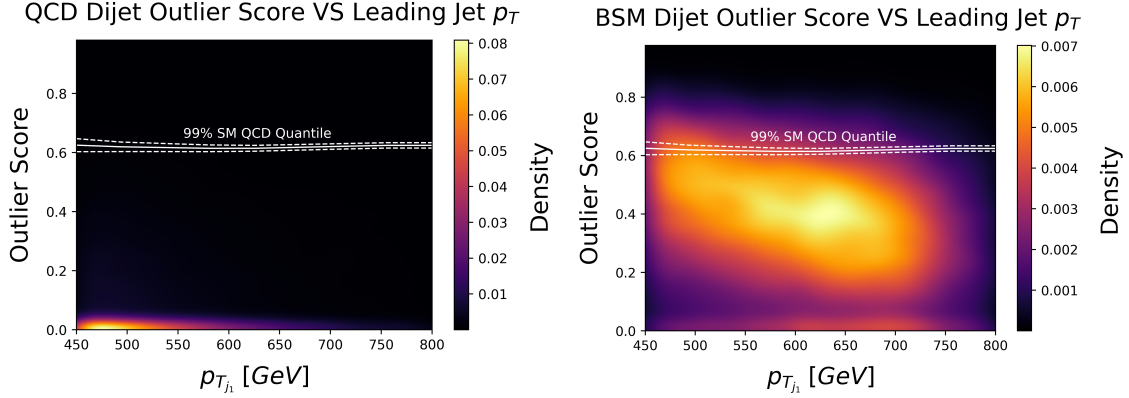 QCD Dijet Outlier Score VS Leading Jet p_T
Outlier Score
0.8
0.6
0.4
0.2
0.0
99% SM QCD Quantile
450 500 550 600 650 700 750 800
p_{T_{j_1}} [GeV]
0.08
0.07
0.06
0.05
0.04
0.03
0.02
0.01
Density
BSM Dijet Outlier Score VS Leading Jet p_T
Outlier Score
0.8
0.6
0.4
0.2
0.0
99% SM QCD Quantile
450 500 550 600 650 700 750 800
p_{T_{j_1}} [GeV]
0.007
0.006
0.005
0.004
0.003
0.002
0.001
Density